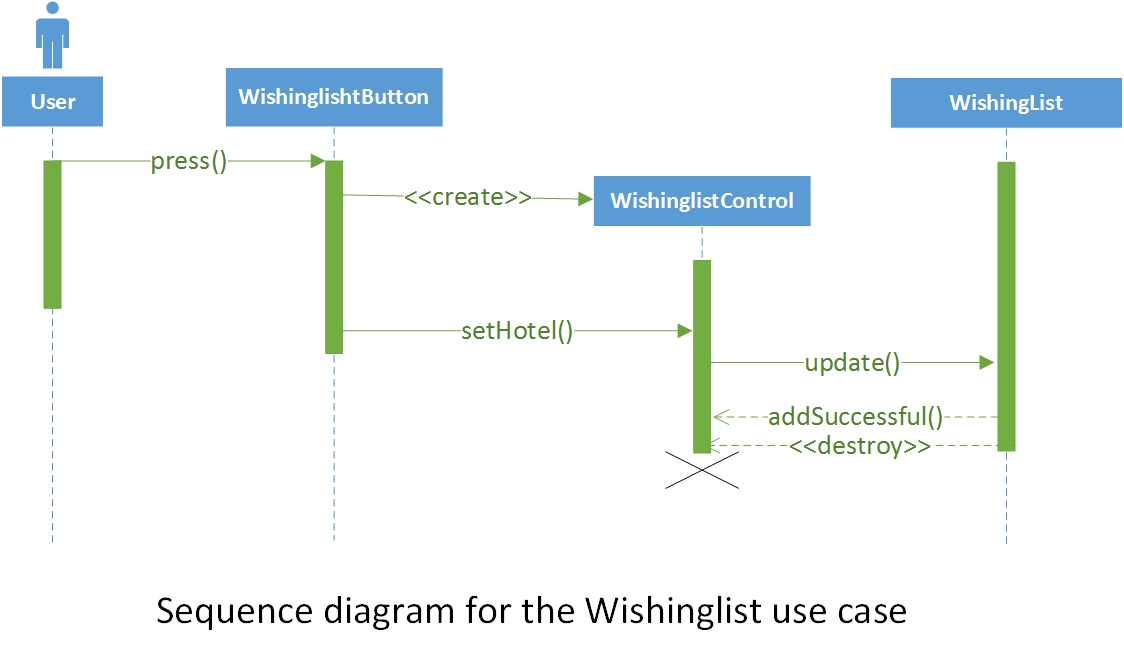 User
WishinglishtButton
WishingList
press()
<<create>>
WishinglistControl
setHotel()
update()
addSuccessful()
<<destroy>>
Sequence diagram for the Wishinglist use case